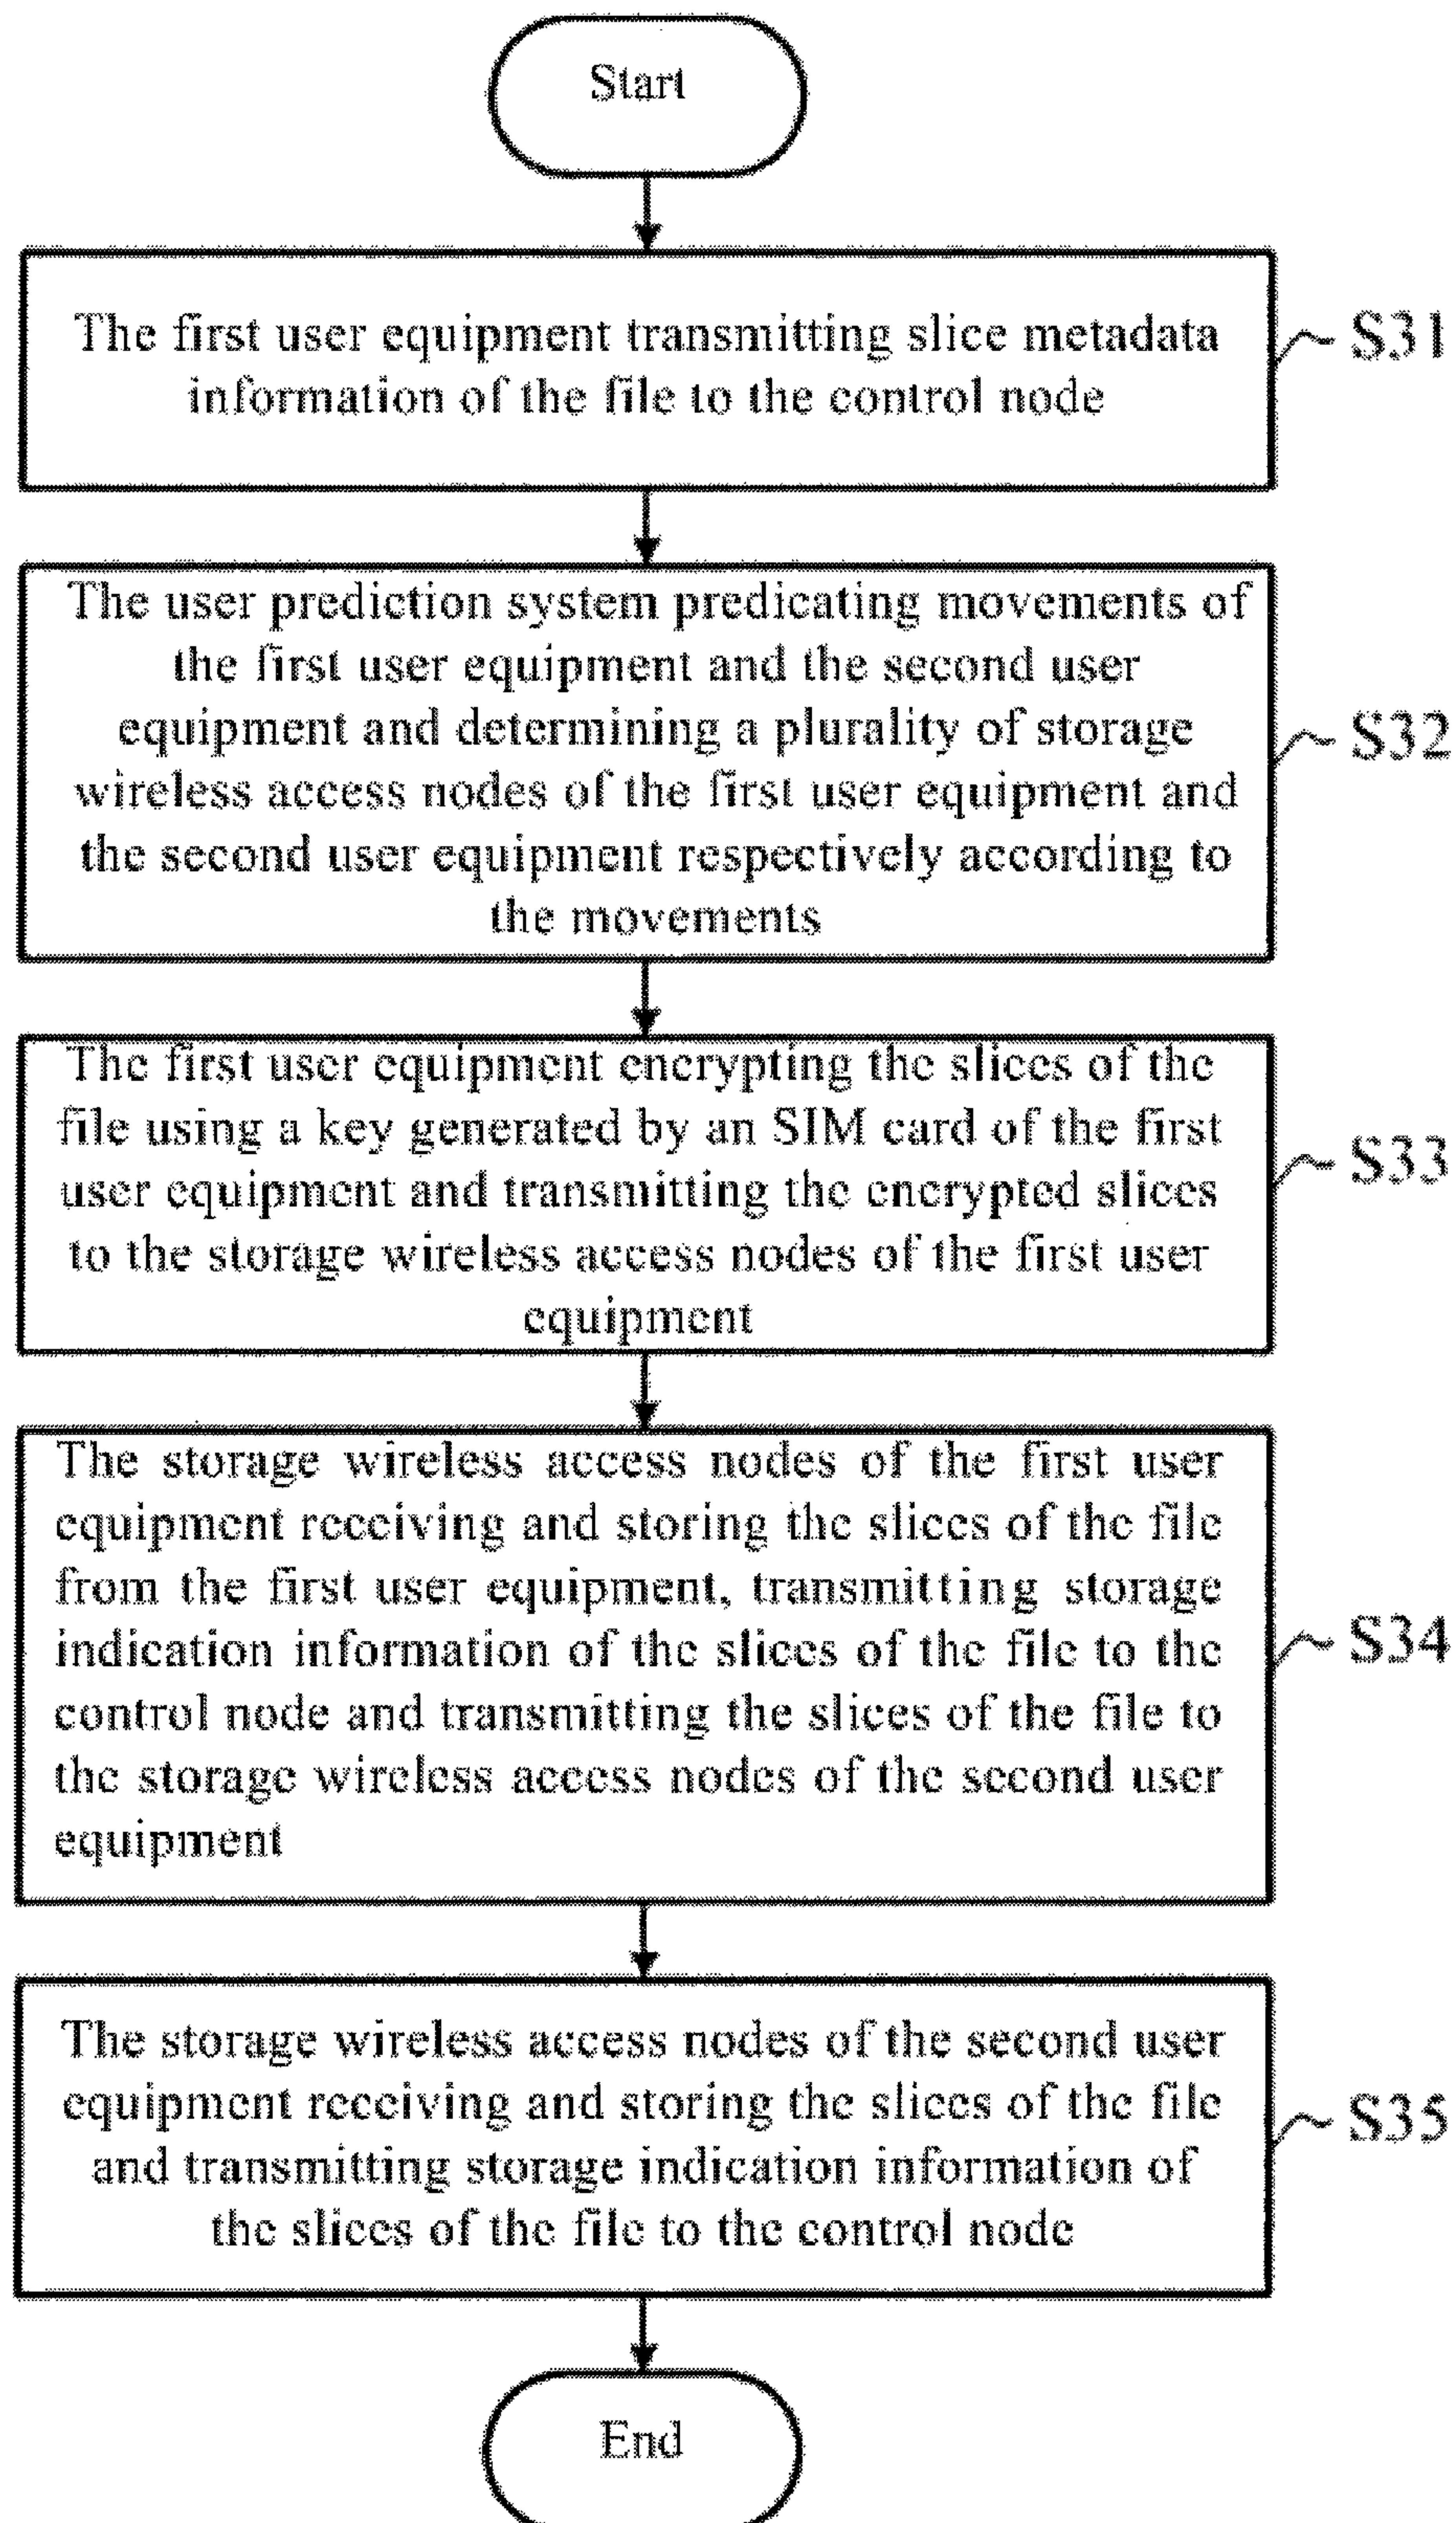 Start
The first user equipment transmitting slice metadata
information of the file to the control node
S31
The user prediction system predicating movements of
the first user equipment and the second user
equipment and determining a plurality of storage
wireless access nodes of the first user equipment and
the second user equipment respectively according to
the movements
S32
The first user equipment encrypting the slices of the
file using a key generated by an SIM card of the first
user equipment and transmitting the encrypted slices
to the storage wireless access nodes of the first user
equipment
S33
The storage wireless access nodes of the first user
equipment receiving and storing the slices of the file
from the first user equipment, transmitting storage
indication information of the slices of the file to the
control node and transmitting the slices of the file to
the storage wireless access nodes of the second user
equipment
S34
The storage wireless access nodes of the second user
equipment receiving and storing the slices of the file
and transmitting storage indication information of
the slices of the file to the control node
S35
End